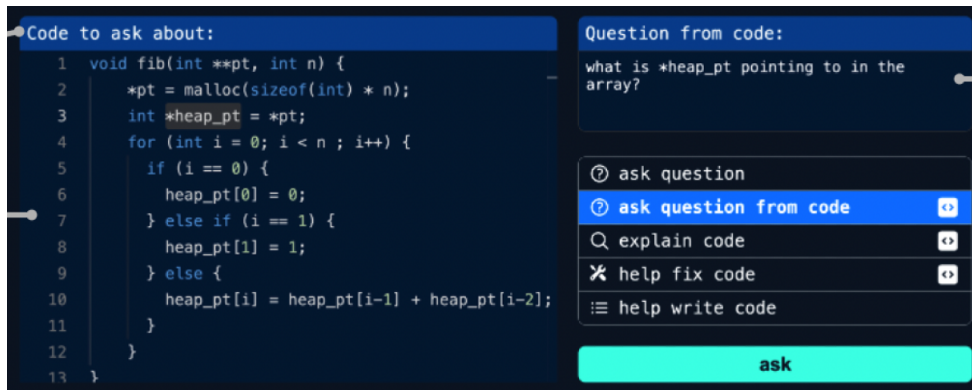 Code to ask about:
1 void fib(int **pt, int n) {
2 *pt = malloc(sizeof(int) * n);
3 int *heap_pt = *pt;
4 for (int i = 0; i < n ; i++) {
5 if (i == 0) {
6 heap_pt[0] = 0;
7 } else if (i == 1) {
8 heap_pt[1] = 1;
9 } else {
10 heap_pt[i] = heap_pt[i-1] + heap_pt[i-2];
11 }
12 }
13 }
Question from code:
what is *heap_pt pointing to in the
array?
ask question
ask question from code
explain code
help fix code
help write code
ask